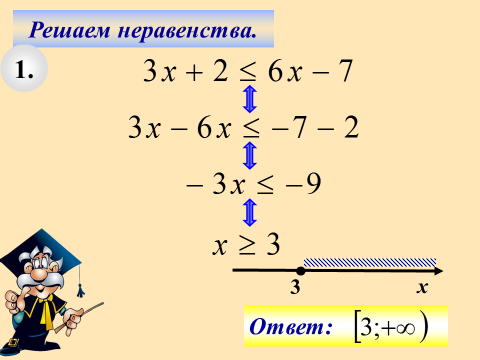 Решаем неравенства.
1.
3x + 2 ≤ 6x − 7
3x − 6x ≤ −7 − 2
− 3x ≤ −9
x ≥ 3
3 x
Ответ: [3;+∞)